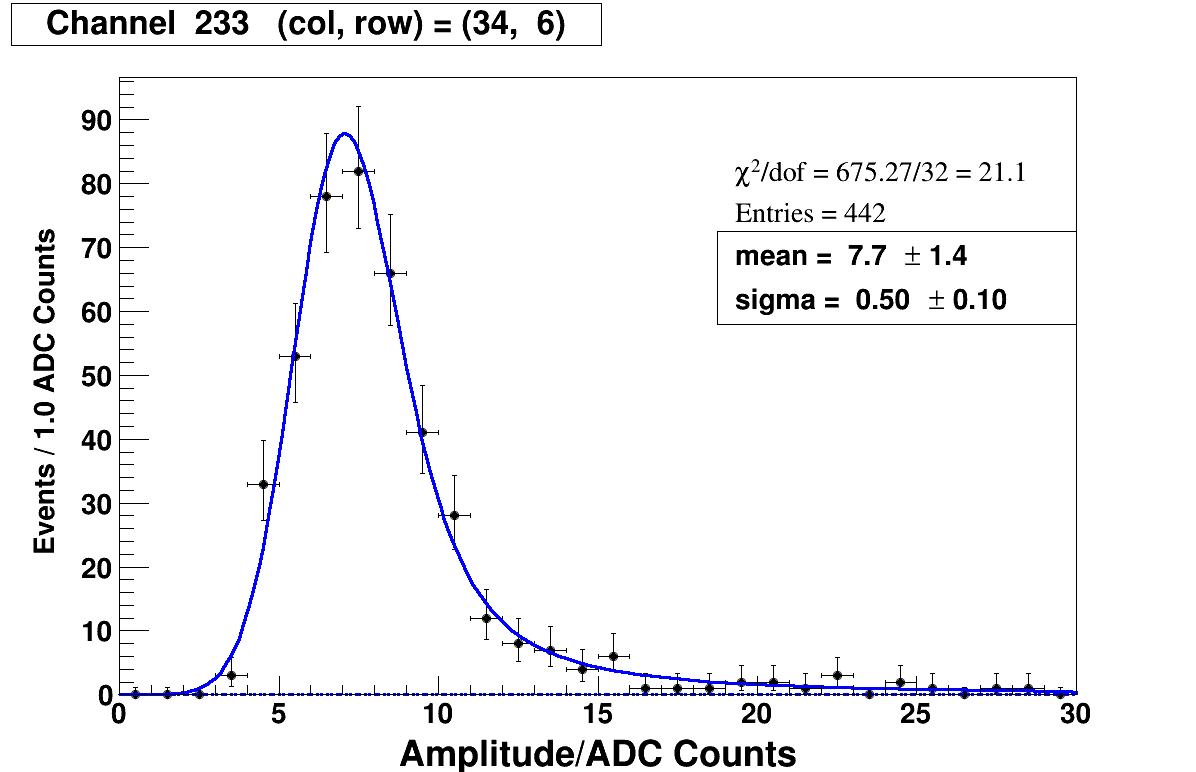 Channel 233 (col, row) = (34, 6)
90
80
70
60
50
40
30
20
10
0
Events / 1.0 ADC Counts
χ²/dof = 675.27/32 = 21.1
Entries = 442
mean = 7.7 ± 1.4
sigma = 0.50 ± 0.10
0 5 10 15 20 25 30
Amplitude/ADC Counts